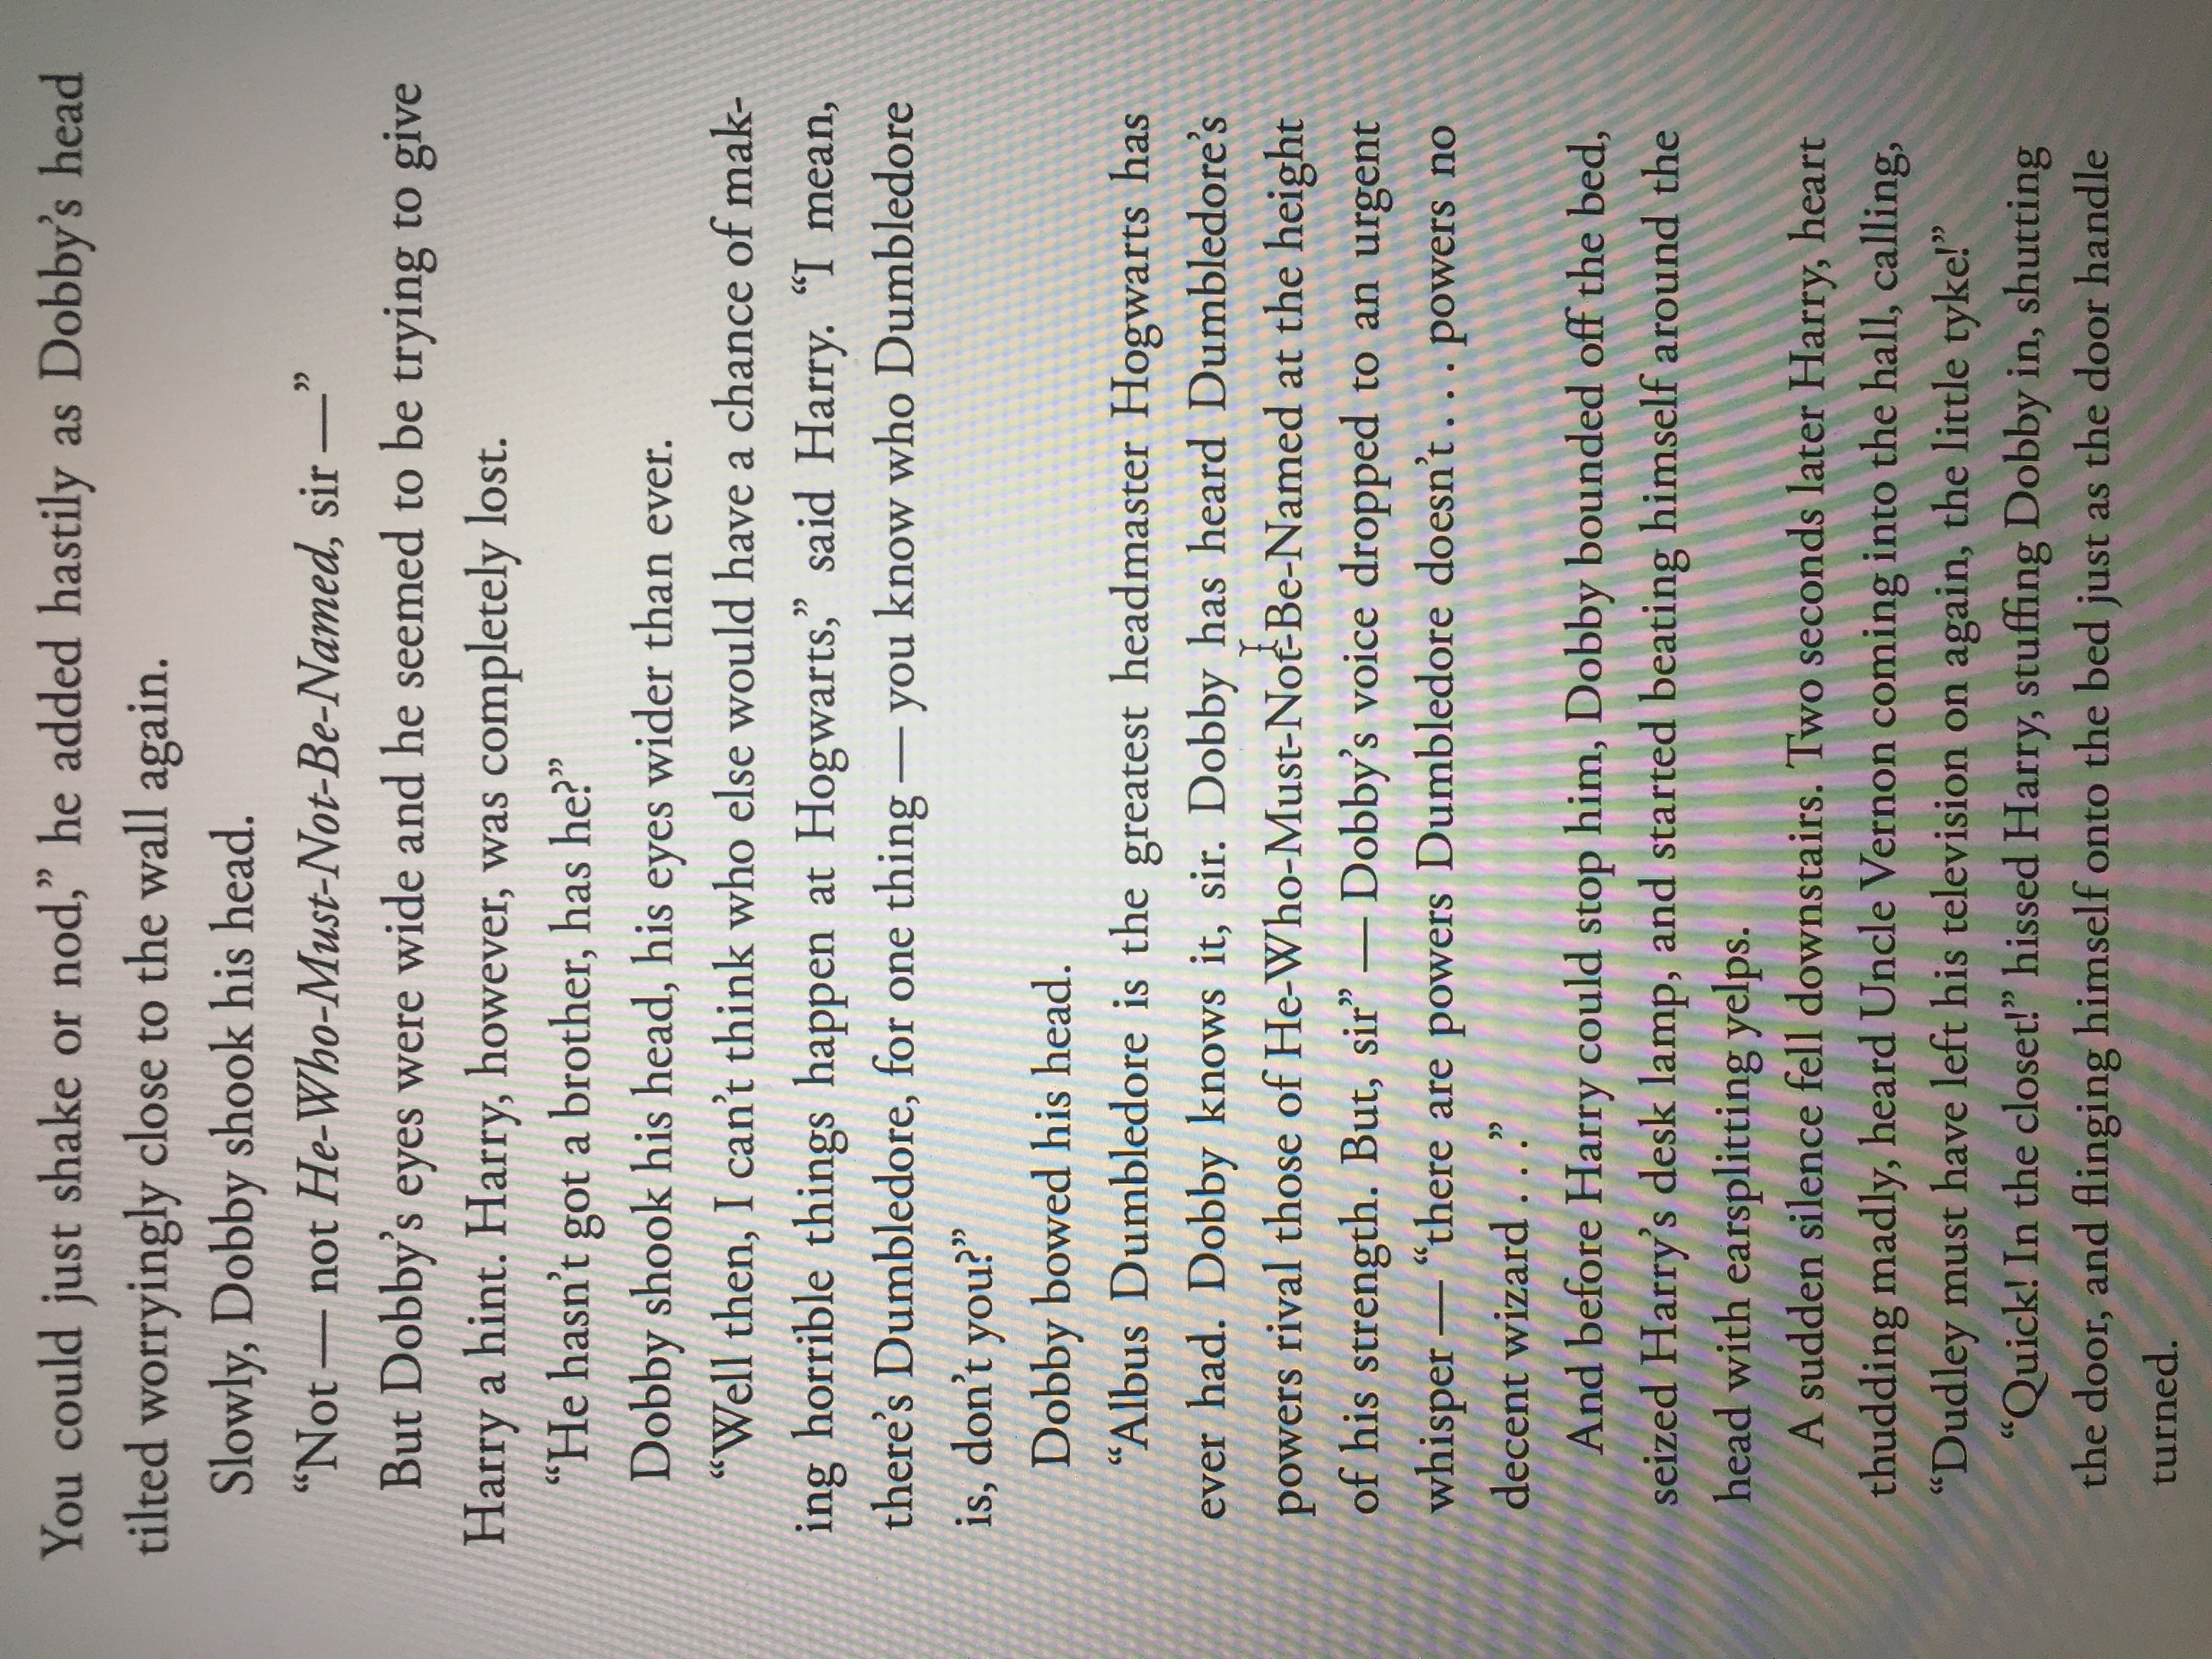 You could just shake or nod,” he added hastily as Dobby’s head
tilted worryingly close to the wall again.
Slowly, Dobby shook his head.
“Not — not He-Who-Must-Not-Be-Named, sir —”
But Dobby’s eyes were wide and he seemed to be trying to give
Harry a hint. Harry, however, was completely lost.
“He hasn’t got a brother, has he?”
Dobby shook his head, his eyes wider than ever.
“Well then, I can’t think who else would have a chance of mak-
ing horrible things happen at Hogwarts,” said Harry. “I mean,
there’s Dumbledore, for one thing — you know who Dumbledore
is, don’t you?”
Dobby bowed his head.
“Albus Dumbledore is the greatest headmaster Hogwarts has
ever had. Dobby knows it, sir. Dobby has heard Dumbledore’s
powers rival those of He-Who-Must-Not-Be-Named at the height
of his strength. But, sir” — Dobby’s voice dropped to an urgent
whisper — “there are powers Dumbledore doesn’t . . . powers no
decent wizard . . .”
And before Harry could stop him, Dobby bounded off the bed,
seized Harry’s desk lamp, and started beating himself around the
head with earsplitting yelps.
A sudden silence fell downstairs. Two seconds later Harry, heart
thudding madly, heard Uncle Vernon coming into the hall, calling,
“Dudley must have left his television on again, the little tyke!”
“Quick! In the closet!” hissed Harry, stuffing Dobby in, shutting
the door, and flinging himself onto the bed just as the door handle
turned.